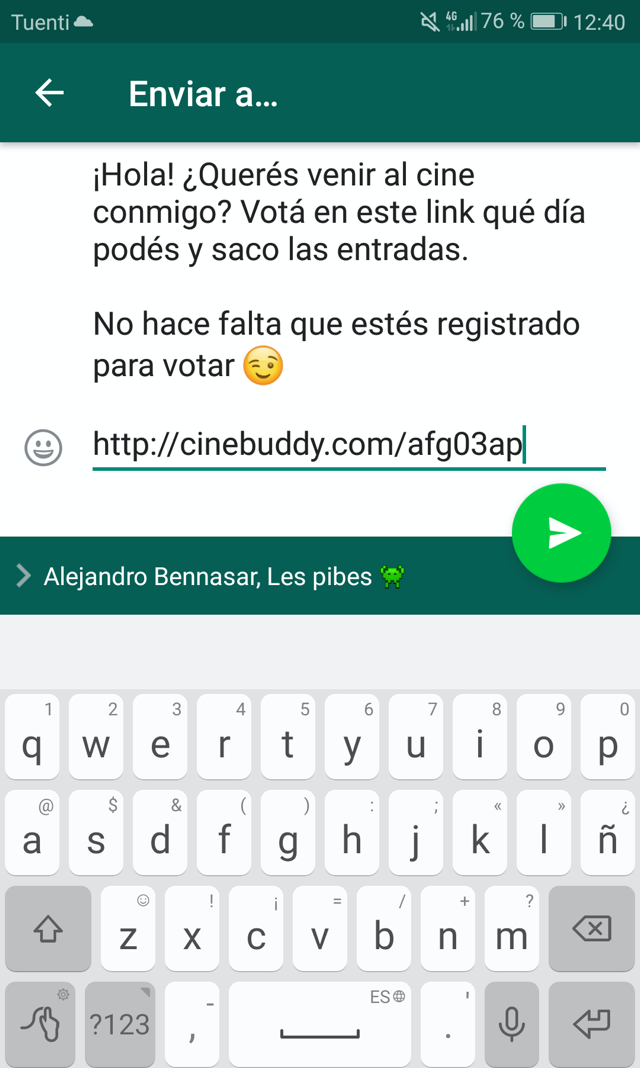 Tuenti
4G 76 % 12:40
Enviar a...
¡Hola! ¿Querés venir al cine
conmigo? Votá en este link qué día
podés y saco las entradas.
No hace falta que estés registrado
para votar 😉
http://cinebuddy.com/afg03ap
Alejandro Bennasar, Les pibes
1 2 3 4 5 6 7 8 9 0
q w e r t y u i o p
@ $ & ( ) : ; « » ¿
a s d f g h j k l ñ
! ¡ = / + ?
z x c v b n m
- ES '
?123 , .